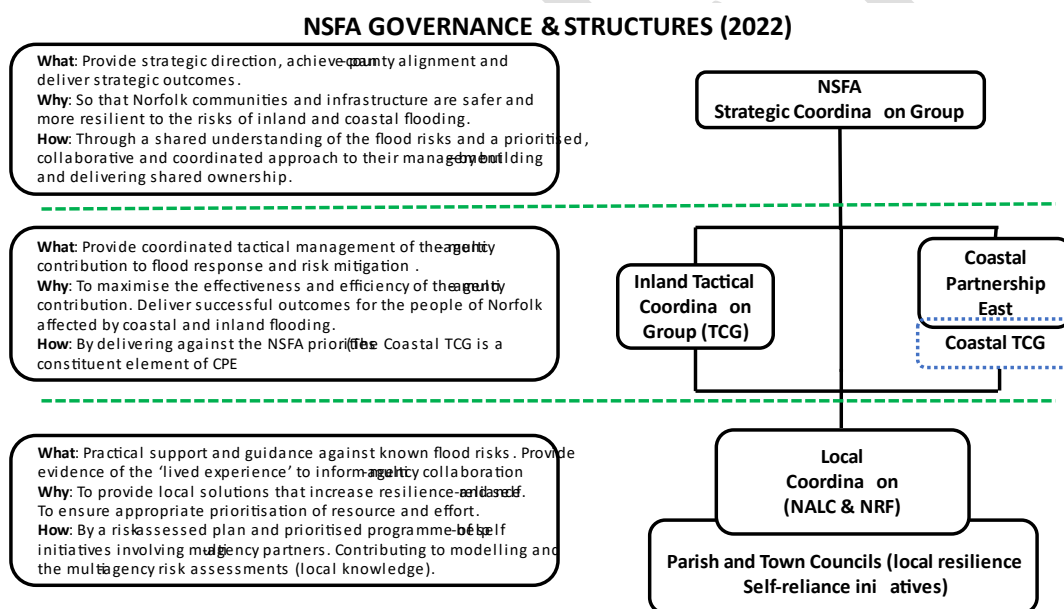 NSFA GOVERNANCE & STRUCTURES (2022)
What: Provide strategic direction, achieve county alignment and
deliver strategic outcomes.
Why: So that Norfolk communities and infrastructure are safer and
more resilient to the risks of inland and coastal flooding.
How: Through a shared understanding of the flood risks and a prioritised,
collaborative and coordinated approach to their management by building
and delivering shared ownership.
NSFA
Strategic Coordina on Group
What: Provide coordinated tactical management of the
contribution to flood response and risk mitigation .
Why: To maximise the effectiveness and efficiency of the
contribution. Deliver successful outcomes for the people of Norfolk
affected by coastal and inland flooding.
How: By delivering against the NSFA priorities (The Coastal TCG is a
constituent element of CPE
Inland Tactical
Coordina on
Group (TCG)
Coastal
Partnership
East
Coastal TCG
What: Practical support and guidance against known flood risks. Provide
evidence of the 'lived experience' to inform collaboration
Why: To provide local solutions that increase resilience
To ensure appropriate prioritisation of resource and effort.
How: By a risk assessed plan and prioritised programme
initiatives involving partners. Contributing to modelling and
the multi agency risk assessments (local knowledge).
Local
Coordina on
(NALC & NRF)
Parish and Town Councils (local resilience
Self-reliance ini atives)